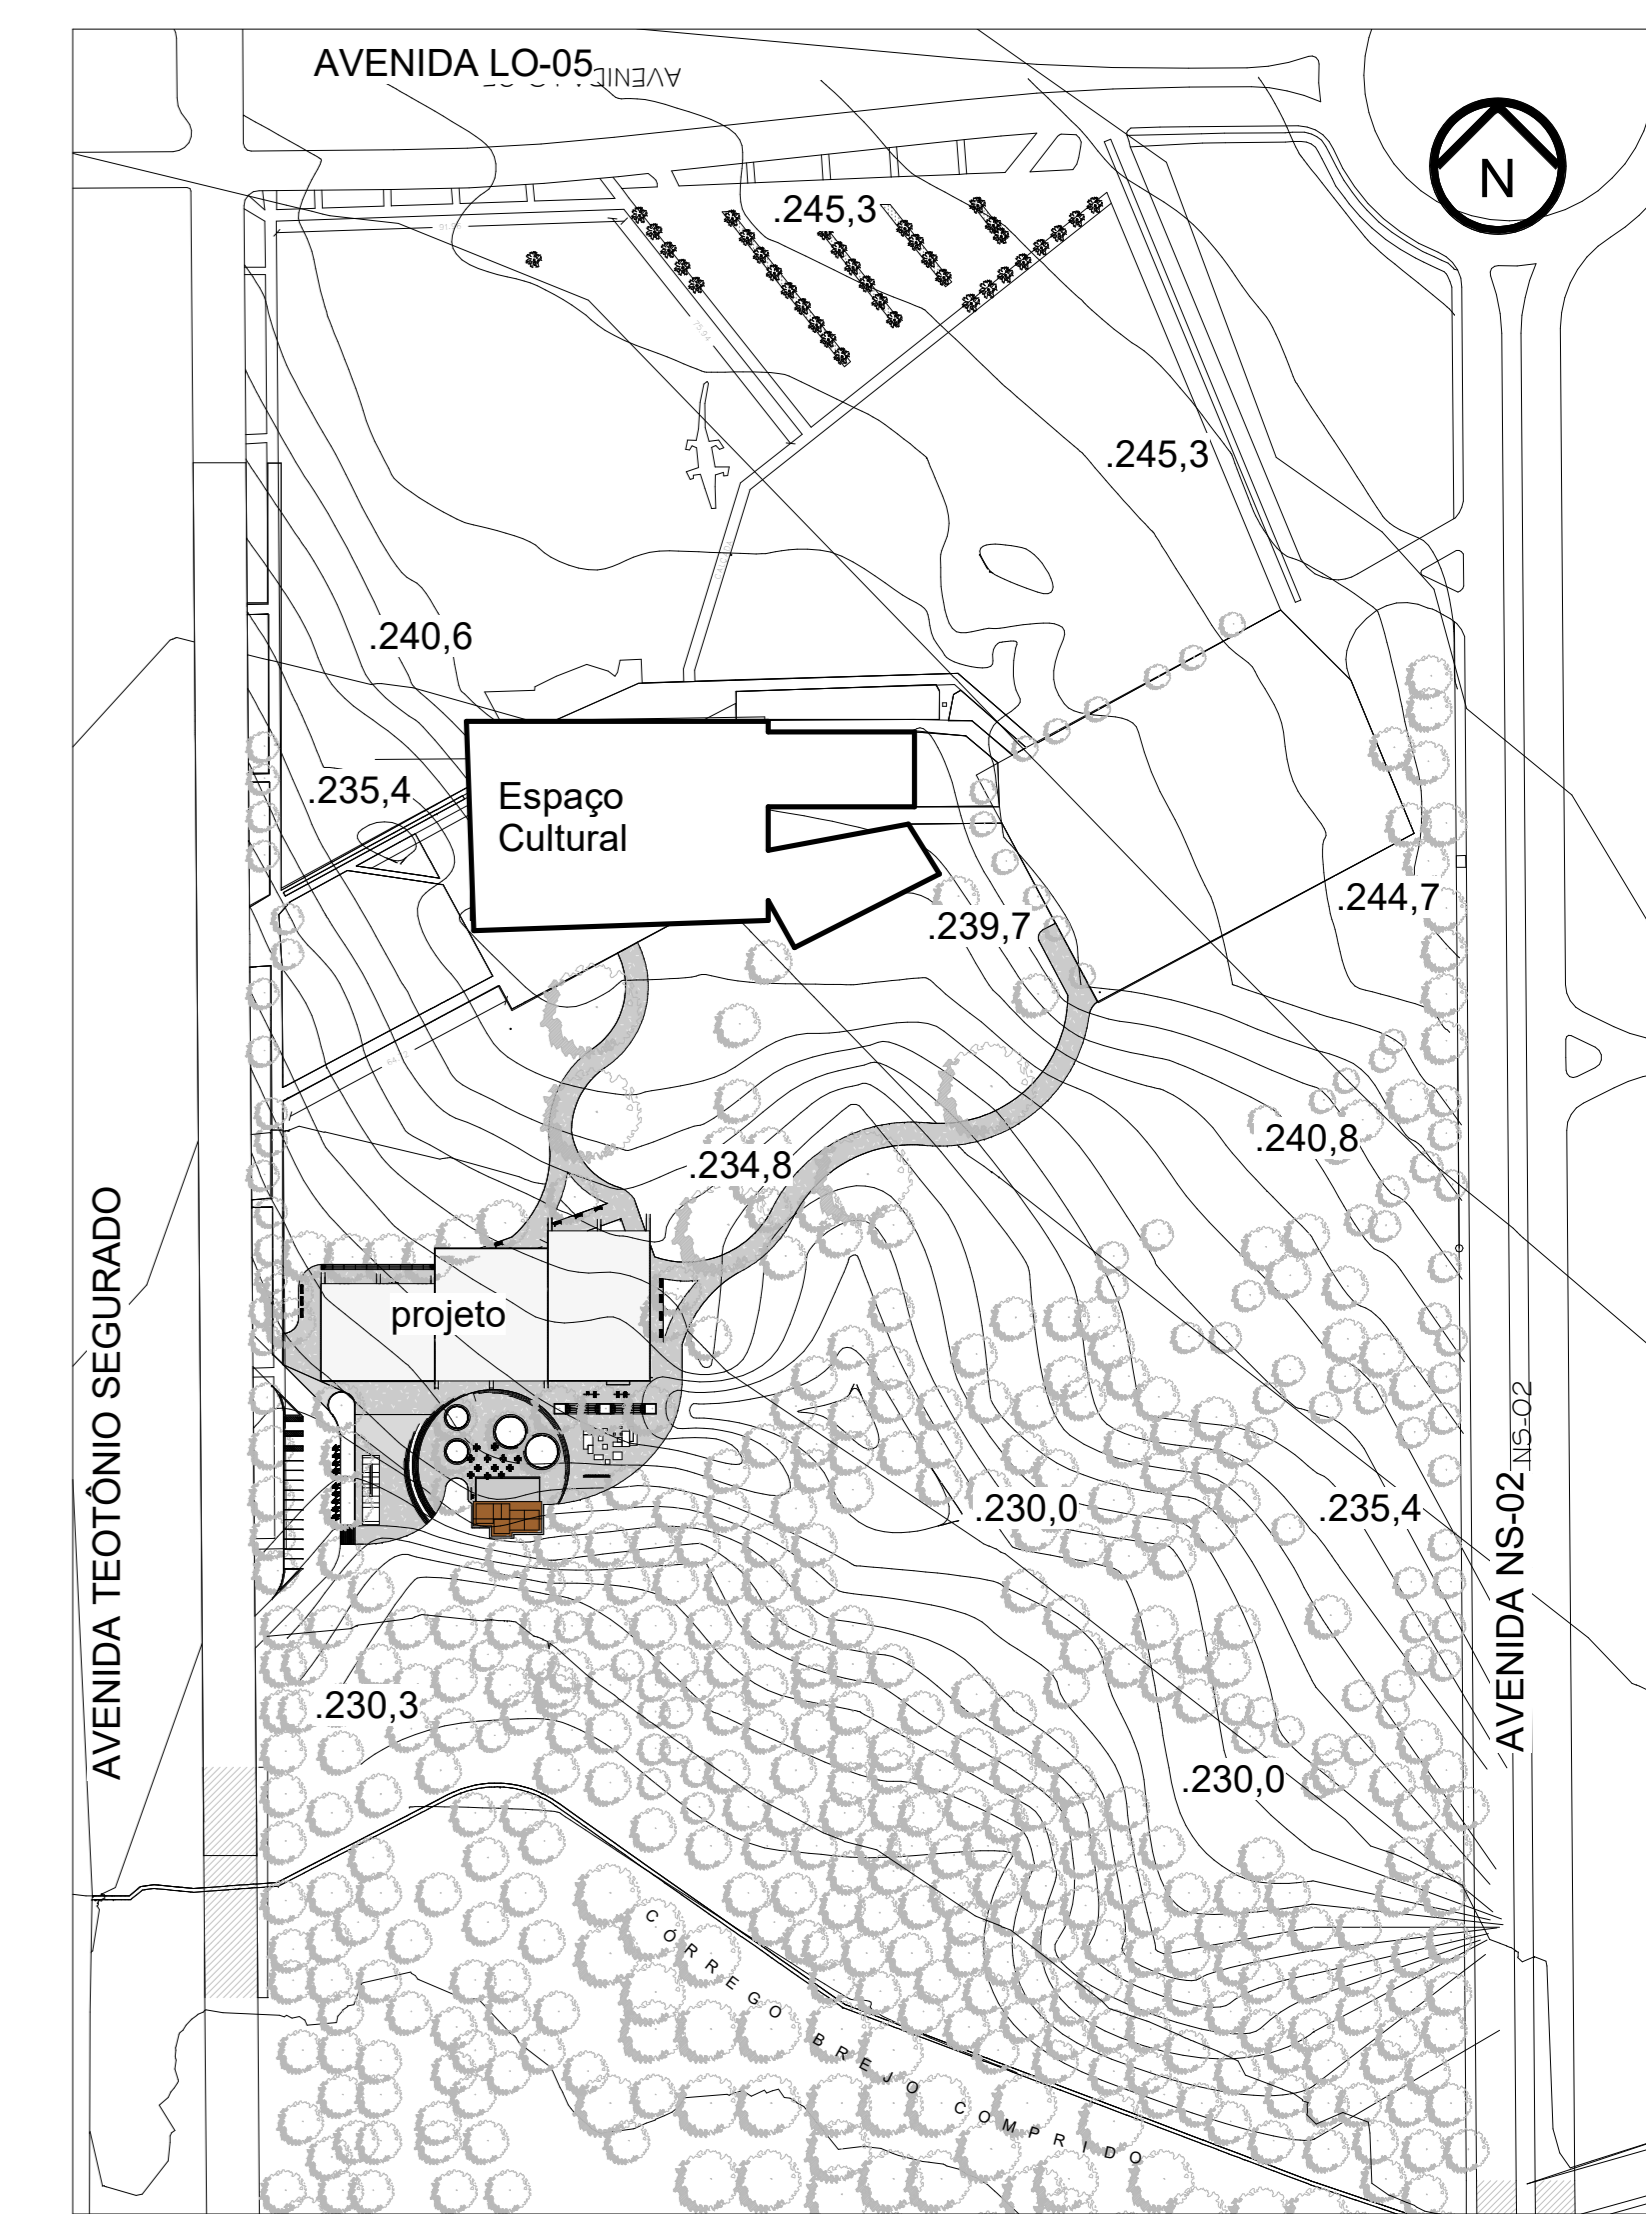 AVENIDA LO-05
AVENI
N
.245,3
.245,3
.240,6
.235,4
Espaço
Cultural
.239,7
.244,7
.240,8
.234,8
AVENIDA TEOTÔNIO SEGURADO
projeto
NS-02
AVENIDA NS-02
.230,0
.235,4
.230,3
.230,0
CÓRREGO BREJO COMPRIDO